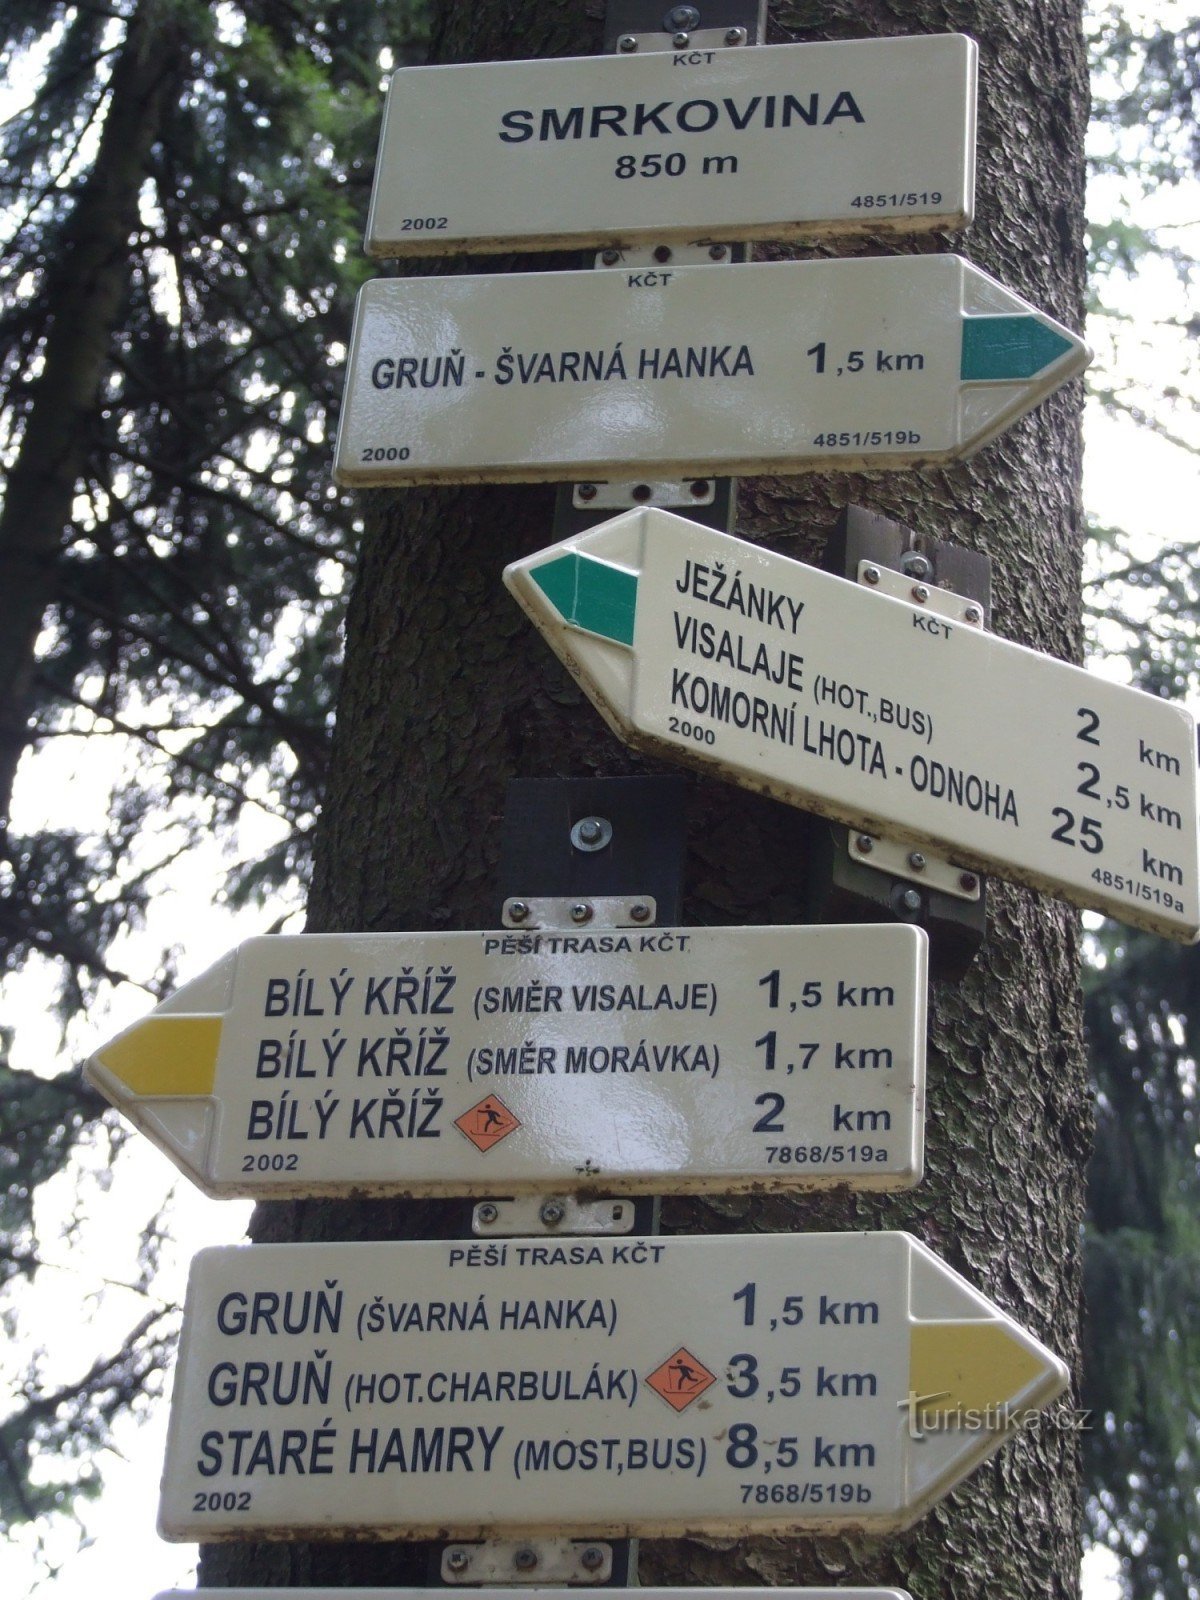 KČT
SMRKOVINA
850 m
2002 4851/519
KČT
GRUŇ - ŠVARNÁ HANKA 1,5 km
2000 4851/519b
KČT
JEŽÁNKY 2 km
VISALAJE (HOT.,BUS) 2,5 km
KOMORNÍ LHOTA - ODNOHA 25 km
2000 4851/519a
PĚŠÍ TRASA KČT
BÍLÝ KŘÍŽ (SMĚR VISALAJE) 1,5 km
BÍLÝ KŘÍŽ (SMĚR MORÁVKA) 1,7 km
BÍLÝ KŘÍŽ 2 km
2002 7868/519a
PĚŠÍ TRASA KČT
GRUŇ (ŠVARNÁ HANKA) 1,5 km
GRUŇ (HOT.CHARBULÁK) 3,5 km
STARÉ HAMRY (MOST,BUS) 8,5 km
2002 7868/519b
Turistika.cz